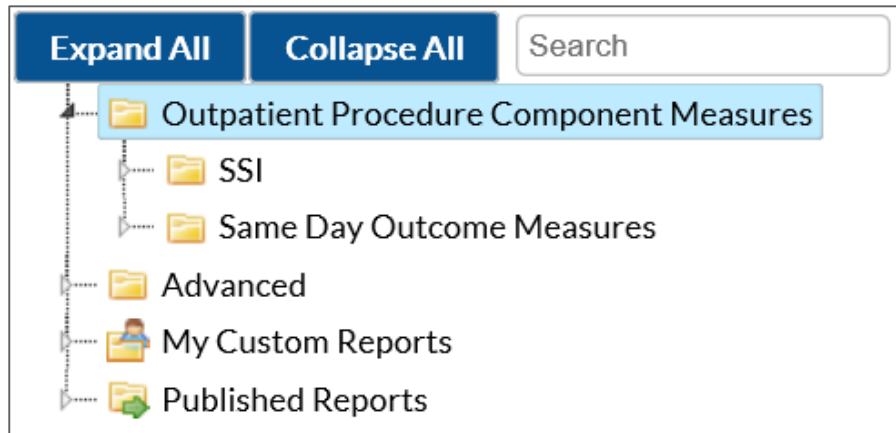 Expand All Collapse All Search
Outpatient Procedure Component Measures
SSI
Same Day Outcome Measures
Advanced
My Custom Reports
Published Reports